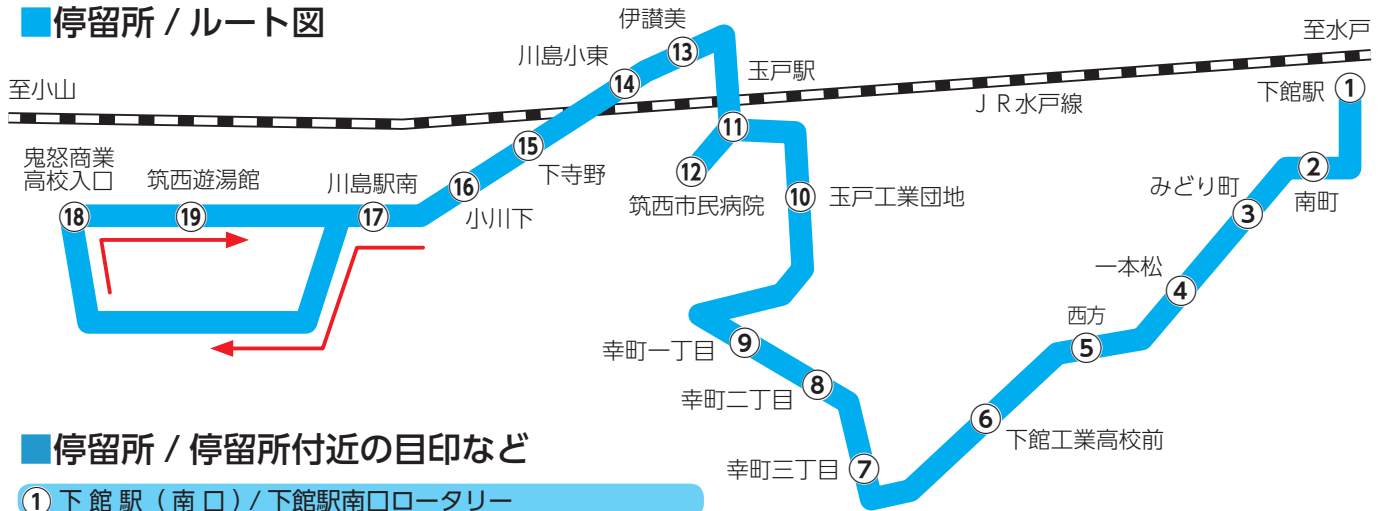 ■停留所 / ルート図
至小山
至水戸
JR水戸線
下館駅
①
②
南町
みどり町
③
一本松
④
西方
⑤
⑥
下館工業高校前
幸町三丁目
⑦
幸町二丁目
⑧
幸町一丁目
⑨
⑩
玉戸工業団地
玉戸駅
⑪
⑫
筑西市民病院
伊讃美
⑬
川島小東
⑭
⑮
下寺野
⑯
小川下
川島駅南
⑰
鬼怒商業
高校入口
⑱
筑西遊湯館
⑲
■停留所 / 停留所付近の目印など
① 下館駅(南口)/ 下館駅南口ロータリー